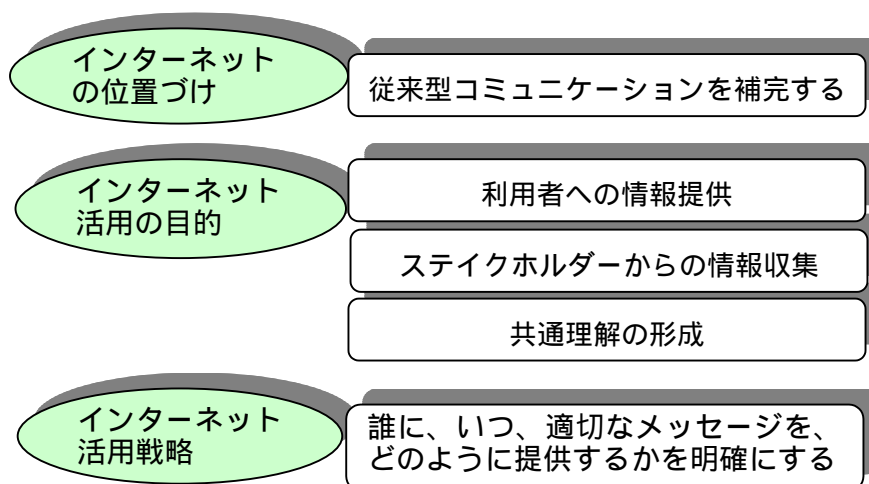 インターネット
の位置づけ
従来型コミュニケーションを補完する
インターネット
活用の目的
利用者への情報提供
ステイクホルダーからの情報収集
共通理解の形成
インターネット
活用戦略
誰に、いつ、適切なメッセージを、
どのように提供するかを明確にする